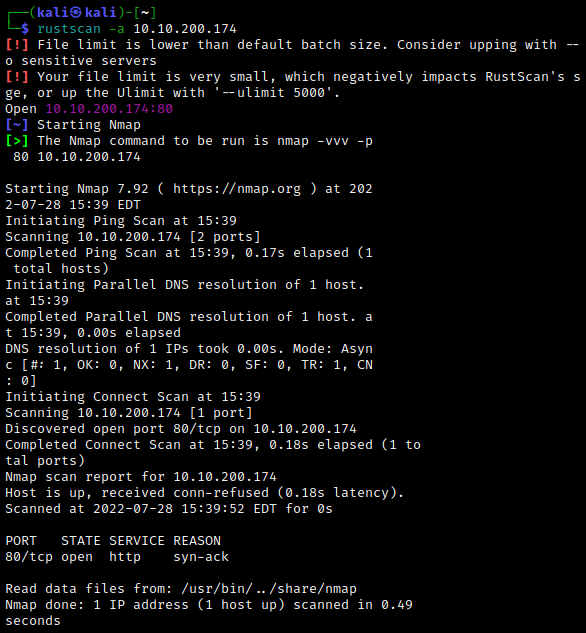 ┌──(kali㉿kali)-[~]
└─$ rustscan -a 10.10.200.174
[!] File limit is lower than default batch size. Consider upping with --
o sensitive servers
[!] Your file limit is very small, which negatively impacts RustScan's s
ge, or up the Ulimit with '--ulimit 5000'.
Open 10.10.200.174:80
[~] Starting Nmap
[>] The Nmap command to be run is nmap -vvv -p
 80 10.10.200.174

Starting Nmap 7.92 ( https://nmap.org ) at 202
2-07-28 15:39 EDT
Initiating Ping Scan at 15:39
Scanning 10.10.200.174 [2 ports]
Completed Ping Scan at 15:39, 0.17s elapsed (1
 total hosts)
Initiating Parallel DNS resolution of 1 host.
at 15:39
Completed Parallel DNS resolution of 1 host. a
t 15:39, 0.00s elapsed
DNS resolution of 1 IPs took 0.00s. Mode: Asyn
c [#: 1, OK: 0, NX: 1, DR: 0, SF: 0, TR: 1, CN
: 0]
Initiating Connect Scan at 15:39
Scanning 10.10.200.174 [1 port]
Discovered open port 80/tcp on 10.10.200.174
Completed Connect Scan at 15:39, 0.18s elapsed (1 to
tal ports)
Nmap scan report for 10.10.200.174
Host is up, received conn-refused (0.18s latency).
Scanned at 2022-07-28 15:39:52 EDT for 0s

PORT   STATE SERVICE REASON
80/tcp open  http    syn-ack

Read data files from: /usr/bin/../share/nmap
Nmap done: 1 IP address (1 host up) scanned in 0.49
seconds